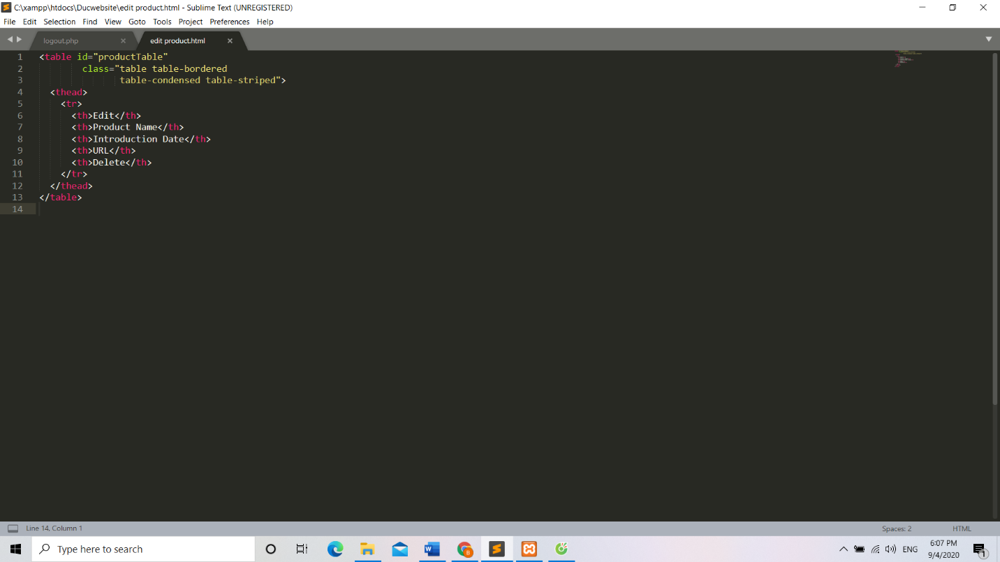 C:\xampp\htdocs\Ducwebsite\edit product.html - Sublime Text (UNREGISTERED)
File Edit Selection Find View Goto Tools Project Preferences Help
logout.php × edit product.html ×
1 <table id="productTable"
2 class="table table-bordered
3 table-condensed table-striped">
4 <thead>
5 <tr>
6 <th>Edit</th>
7 <th>Product Name</th>
8 <th>Introduction Date</th>
9 <th>URL</th>
10 <th>Delete</th>
11 </tr>
12 </thead>
13 </table>
14
Line 14, Column 1 Spaces: 2 HTML
Type here to search
ENG
6:07 PM
9/4/2020
1